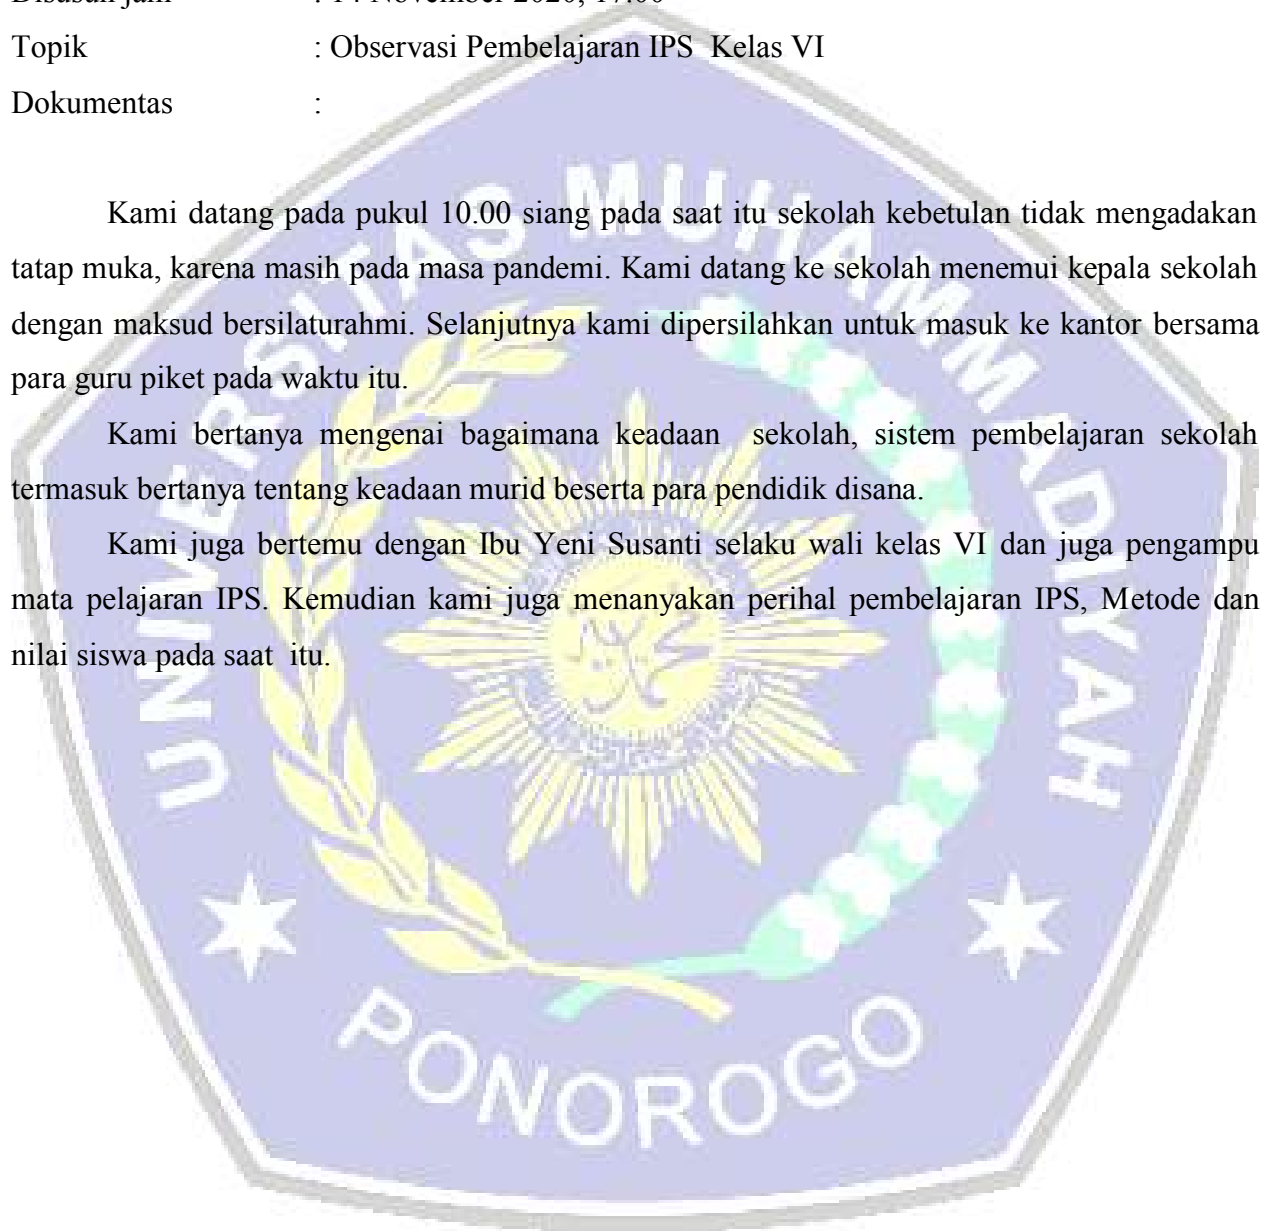 Topik : Observasi Pembelajaran IPS Kelas VI
Dokumentas :
Kami datang pada pukul 10.00 siang pada saat itu sekolah kebetulan tidak mengadakan
tatap muka, karena masih pada masa pandemi. Kami datang ke sekolah menemui kepala sekolah
dengan maksud bersilaturahmi. Selanjutnya kami dipersilahkan untuk masuk ke kantor bersama
para guru piket pada waktu itu.
Kami bertanya mengenai bagaimana keadaan sekolah, sistem pembelajaran sekolah
termasuk bertanya tentang keadaan murid beserta para pendidik disana.
Kami juga bertemu dengan Ibu Yeni Susanti selaku wali kelas VI dan juga pengampu
mata pelajaran IPS. Kemudian kami juga menanyakan perihal pembelajaran IPS, Metode dan
nilai siswa pada saat itu.
UNIVERSITAS MUHAMMADIYAH
PONOROGO